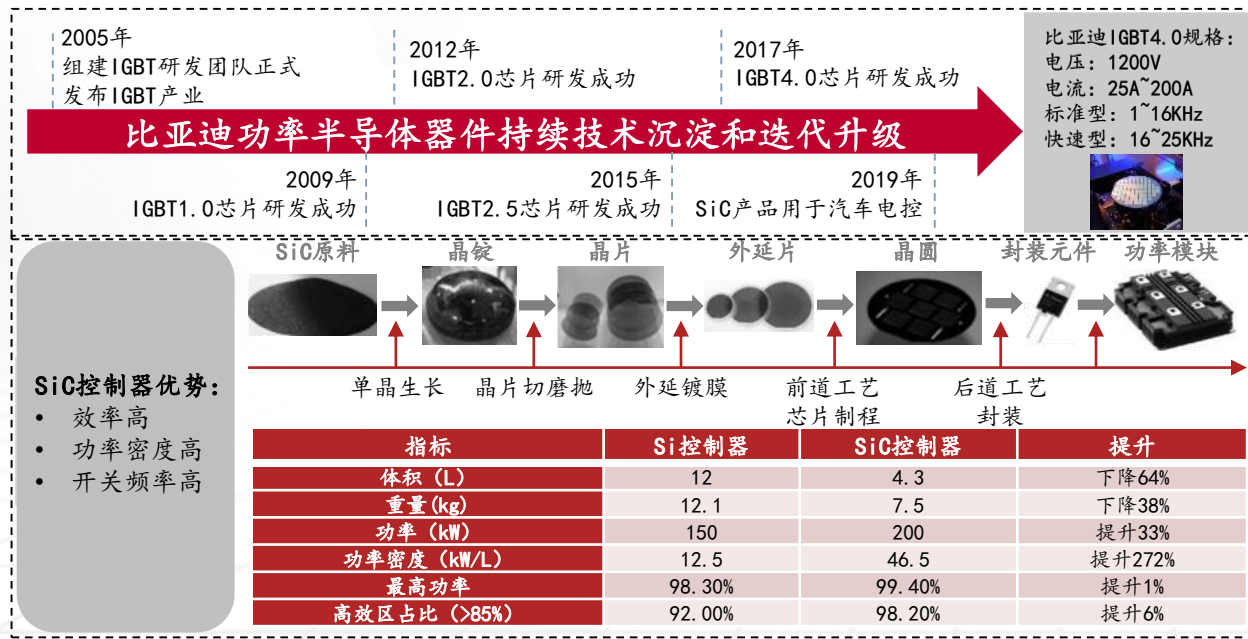 2005年
组建IGBT研发团队正式
发布IGBT产业
2012年
IGBT2.0芯片研发成功
2017年
IGBT4.0芯片研发成功
比亚迪功率半导体器件持续技术沉淀和迭代升级
2009年
IGBT1.0芯片研发成功
2015年
IGBT2.5芯片研发成功
2019年
SiC产品用于汽车电控
比亚迪IGBT4.0规格:
电压: 1200V
电流: 25A~200A
标准型: 1~16KHz
快速型: 16~25KHz
SiC控制器优势:
• 效率高
• 功率密度高
• 开关频率高
SiC原料 晶锭 晶片 外延片 晶圆 封装元件 功率模块
单晶生长 晶片切磨抛 外延镀膜 前道工艺 后道工艺
芯片制程 封装
指标 Si控制器 SiC控制器 提升
体积 (L) 12 4.3 下降64%
重量(kg) 12.1 7.5 下降38%
功率 (kW) 150 200 提升33%
功率密度 (kW/L) 12.5 46.5 提升272%
最高功率 98.30% 99.40% 提升1%
高效区占比 (>85%) 92.00% 98.20% 提升6%